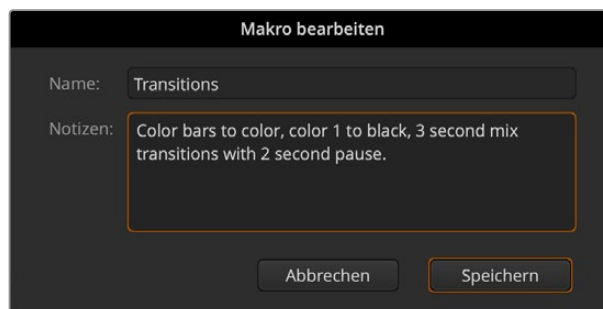 Makro bearbeiten
Name: Transitions
Notizen: Color bars to color, color 1 to black, 3 second mix
transitions with 2 second pause.
Abbrechen Speichern